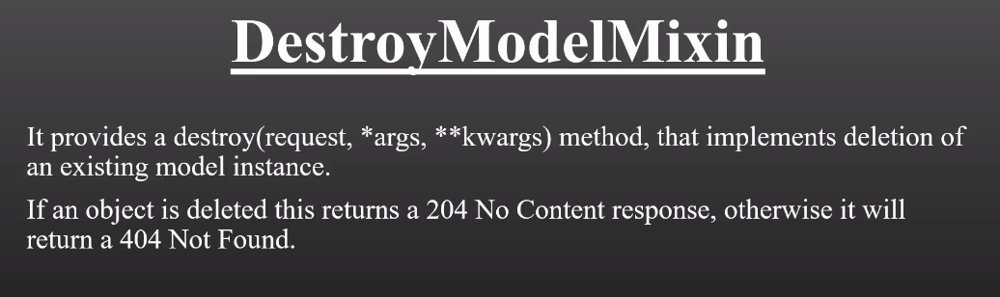 DestroyModelMixin
It provides a destroy(request, *args, **kwargs) method, that implements deletion of
an existing model instance.
If an object is deleted this returns a 204 No Content response, otherwise it will
return a 404 Not Found.